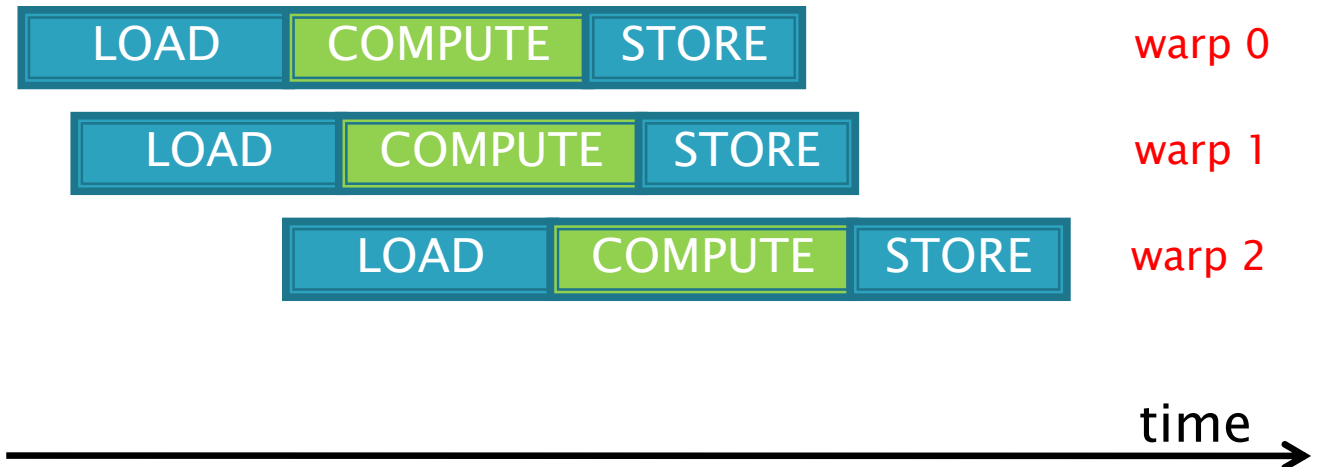 LOAD COMPUTE STORE warp 0
LOAD COMPUTE STORE warp 1
LOAD COMPUTE STORE warp 2
time